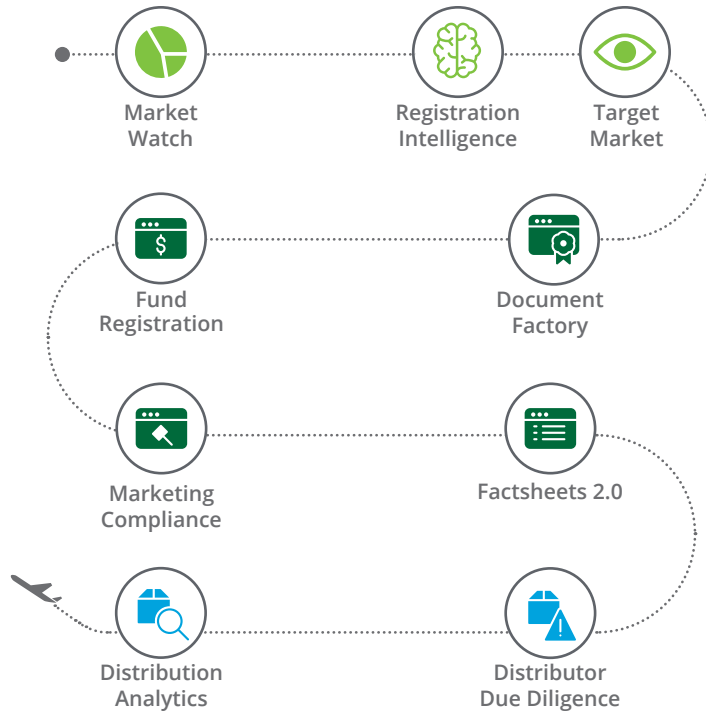 Market
Watch
Registration
Intelligence
Target
Market
$
Fund
Registration
Document
Factory
Marketing
Compliance
Factsheets 2.0
!
Distribution
Analytics
Distributor
Due Diligence